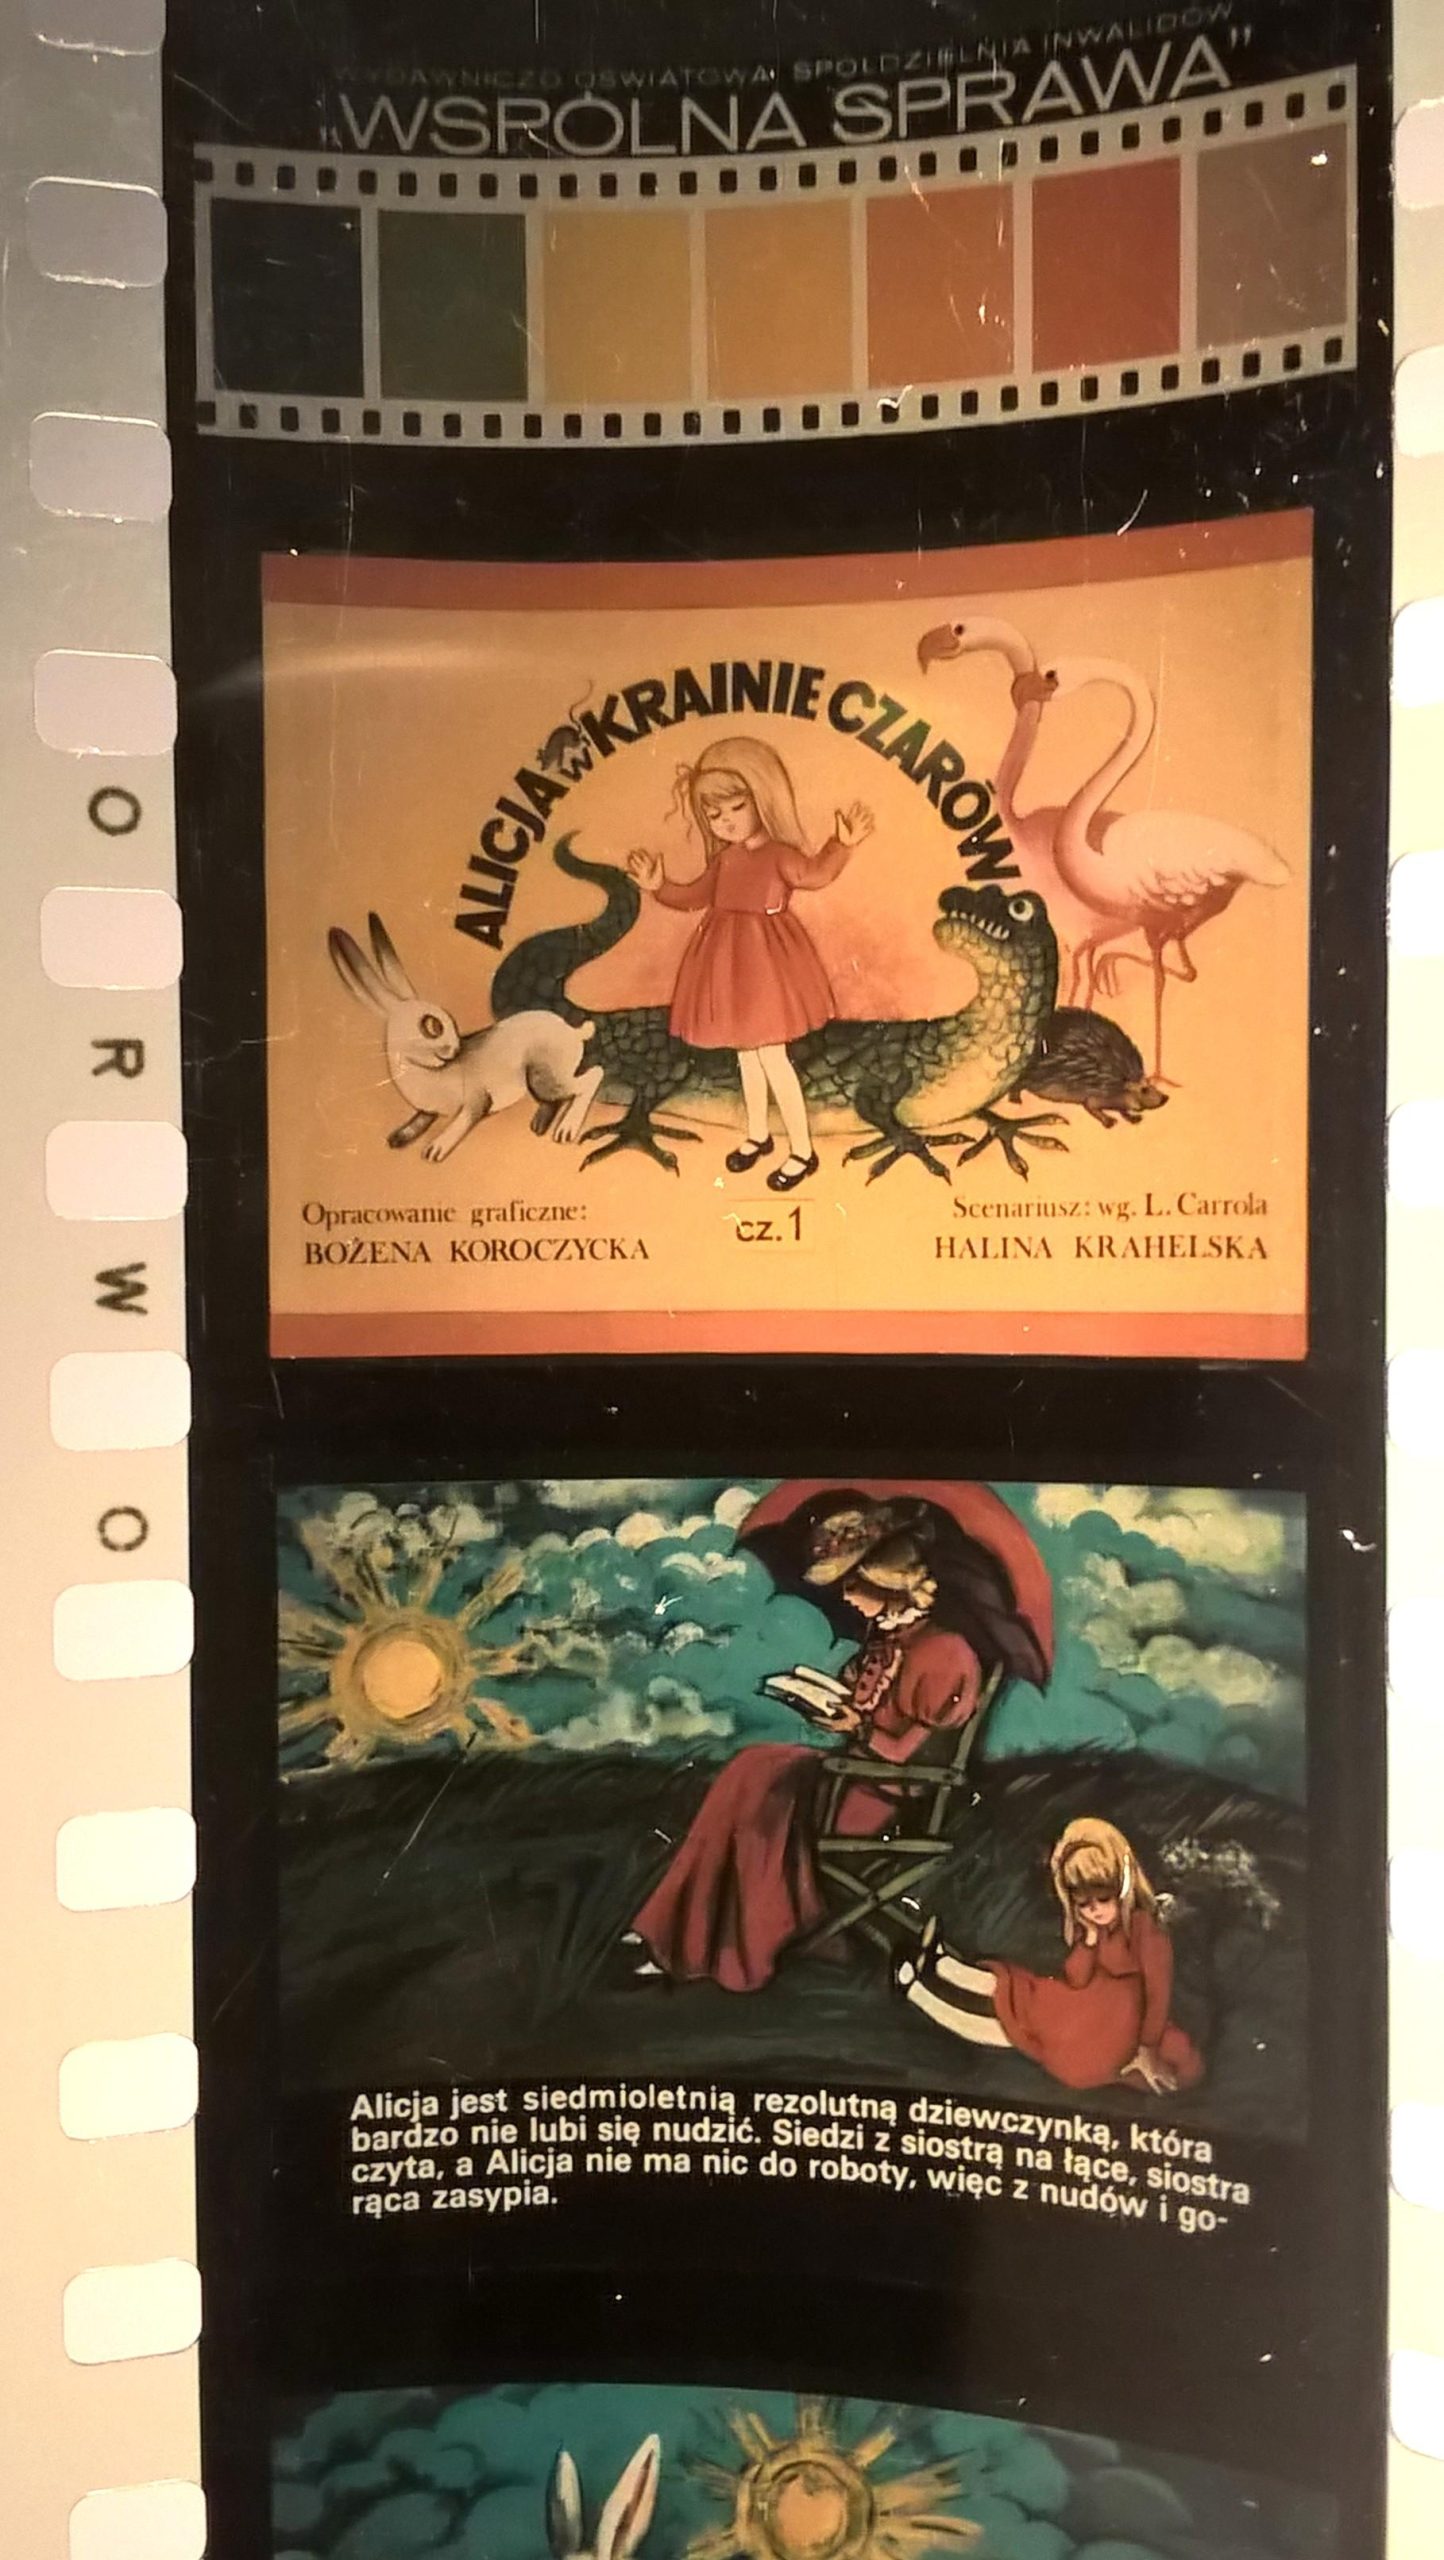 WYDAWNICZO OŚWIATOWA SPÓŁDZIELNIA INWALIDÓW
„WSPÓLNA SPRAWA”
ALICJA W KRAINIE CZARÓW
Opracowanie graficzne:
BOŻENA KOROCZYCKA
cz. 1
Scenariusz: wg. L. Carrola
HALINA KRAHELSKA
Alicja jest siedmioletnią rezolutną dziewczynką, która
bardzo nie lubi się nudzić. Siedzi z siostrą na łące, siostra
czyta, a Alicja nie ma nic do roboty, więc z nudów i go-
rąca zasypia.
ORWO